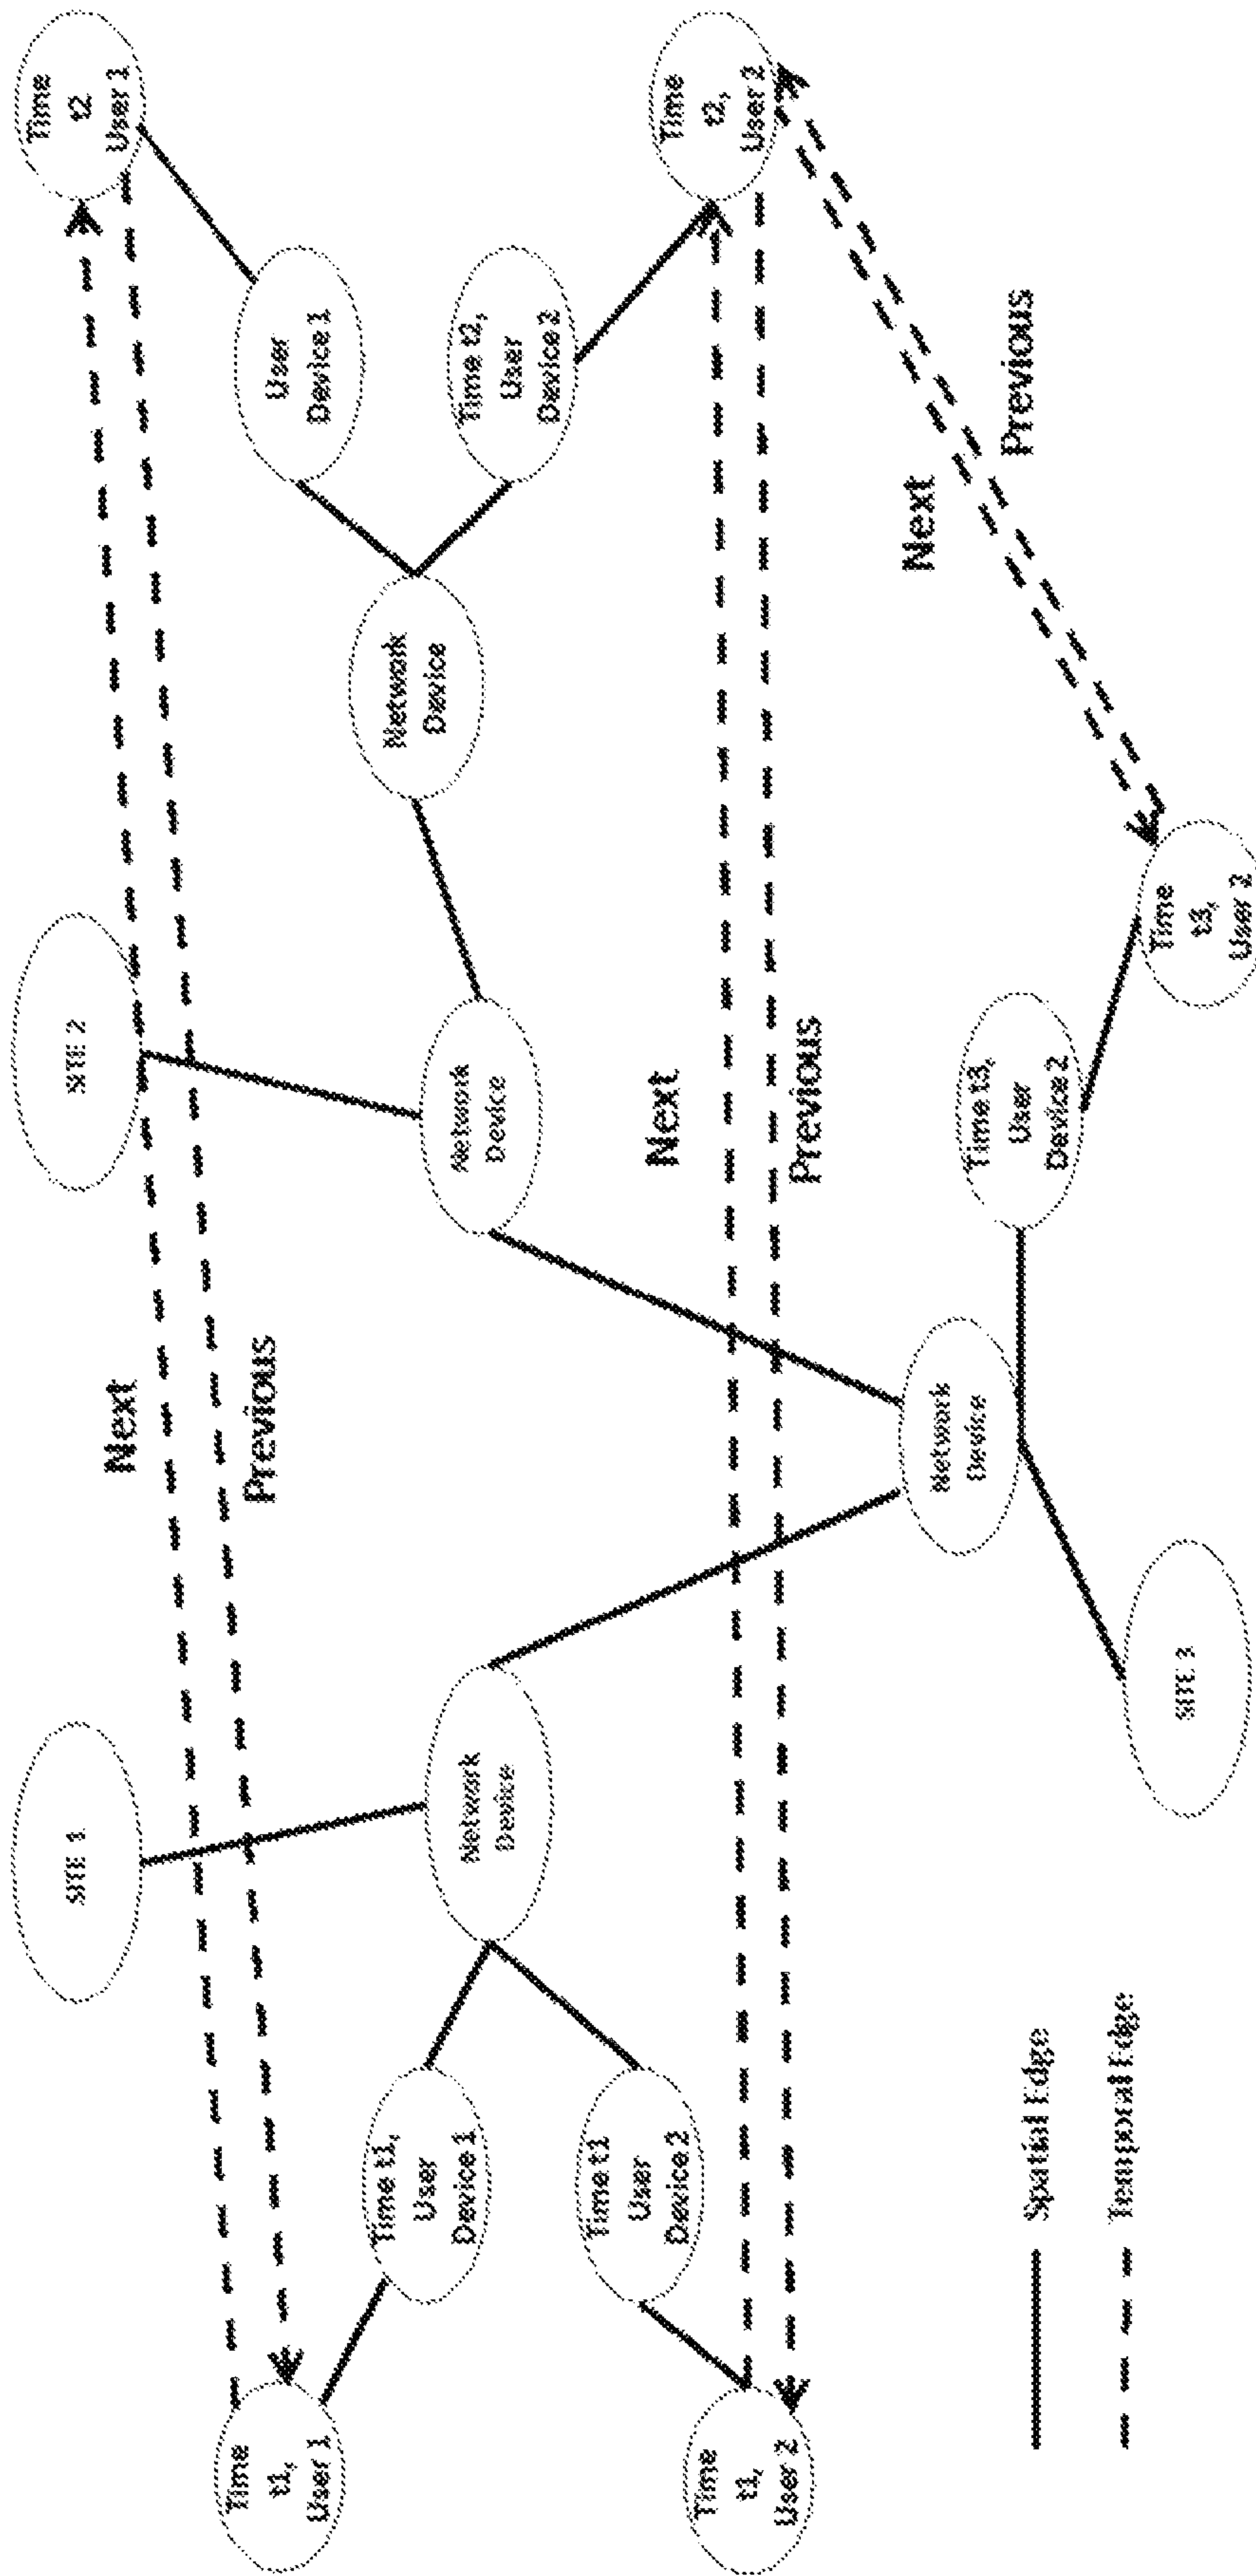 SITE 1
SITE 2
Time
t2
User 1
Next
Previous
Time
t1,
User 1
User
Device 1
Time t1,
User
Device 1
Network
Device
Network
Device
Network
Device
Time t2,
User
Device 2
Time t1
User
Device 2
Next
Previous
Time
t2,
User 2
Time
t1,
User 2
Next
Previous
Network
Device
Time t3,
User
Device 2
Time
t3,
User 2
SITE 3
Spatial Edge
Temporal Edge